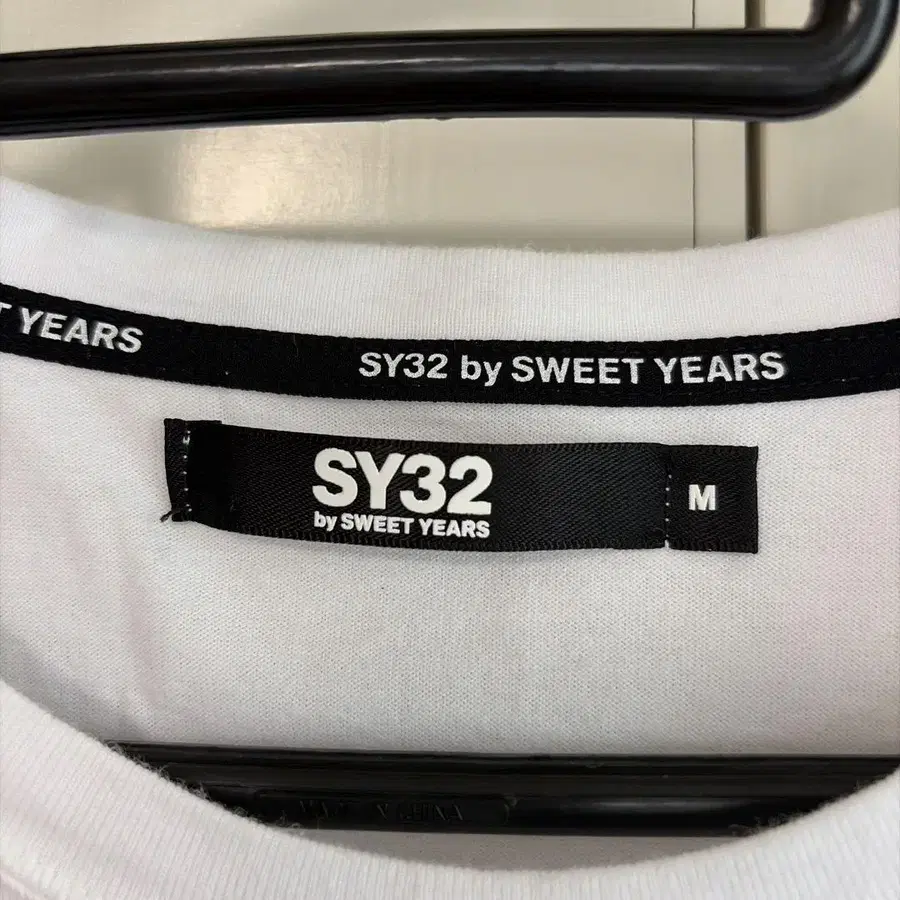 T YEARS
SY32 by SWEET YEARS
SY32
by SWEET YEARS
M